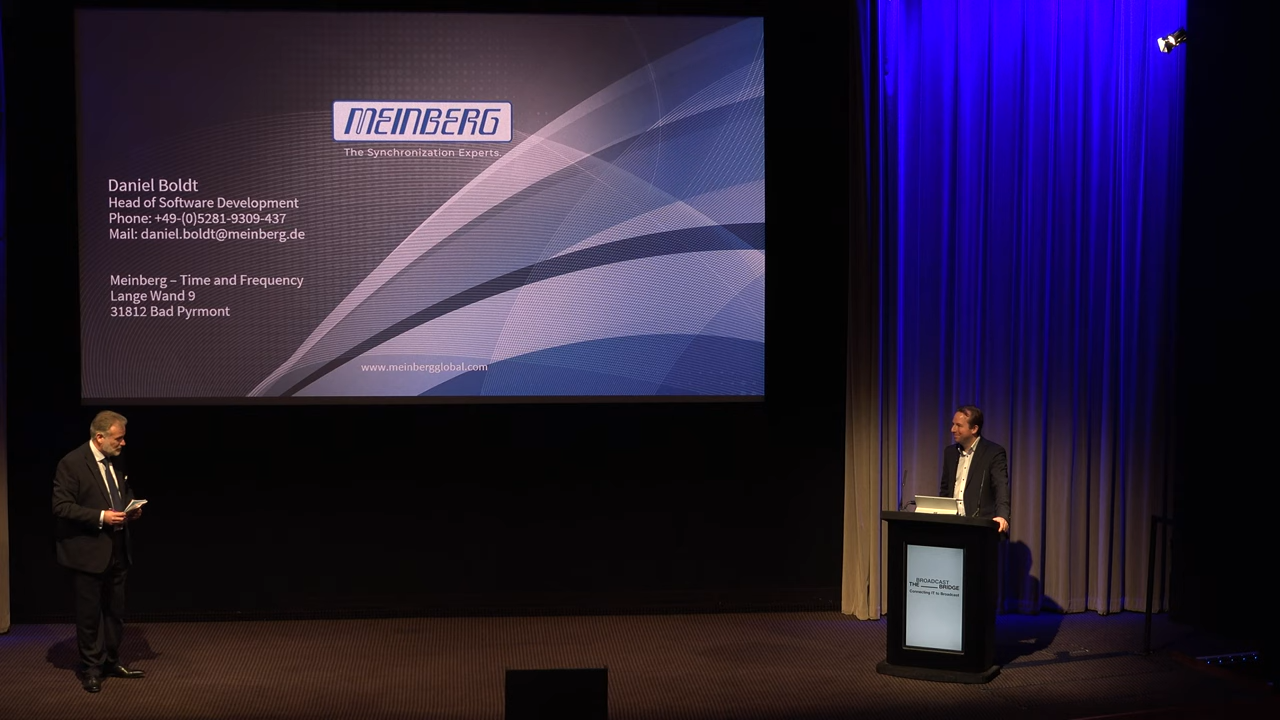 MEINBERG
The Synchronization Experts.
Daniel Boldt
Head of Software Development
Phone: +49-(0)5281-9309-437
Mail: daniel.boldt@meinberg.de
Meinberg – Time and Frequency
Lange Wand 9
31812 Bad Pyrmont
www.meinbergglobal.com
BROADCAST
THE BRIDGE
Connecting IT to Broadcast